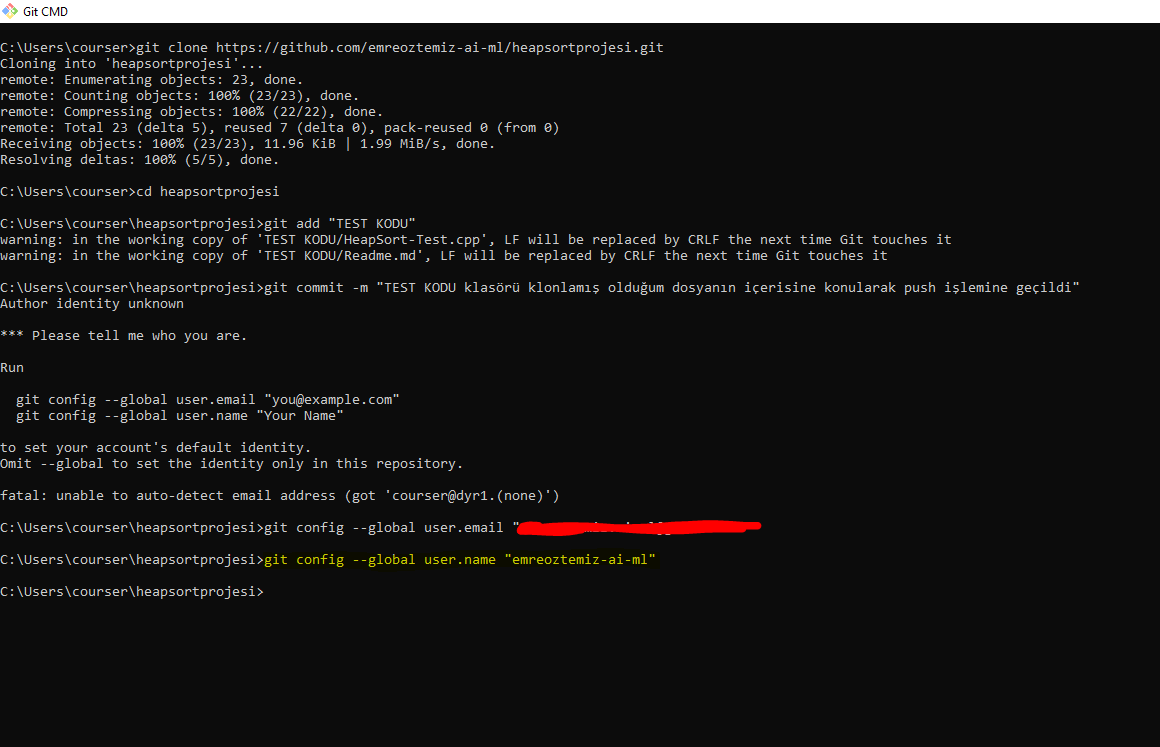 Git CMD
C:\Users\courser>git clone https://github.com/emreoztemiz-ai-ml/heapsortprojesi.git
Cloning into 'heapsortprojesi'...
remote: Enumerating objects: 23, done.
remote: Counting objects: 100% (23/23), done.
remote: Compressing objects: 100% (22/22), done.
remote: Total 23 (delta 5), reused 7 (delta 0), pack-reused 0 (from 0)
Receiving objects: 100% (23/23), 11.96 KiB | 1.99 MiB/s, done.
Resolving deltas: 100% (5/5), done.
C:\Users\courser>cd heapsortprojesi
C:\Users\courser\heapsortprojesi>git add "TEST KODU"
warning: in the working copy of 'TEST KODU/HeapSort-Test.cpp', LF will be replaced by CRLF the next time Git touches it
warning: in the working copy of 'TEST KODU/Readme.md', LF will be replaced by CRLF the next time Git touches it
C:\Users\courser\heapsortprojesi>git commit -m "TEST KODU klasörü klonlamış olduğum dosyanın içerisine konularak push işlemine geçildi"
Author identity unknown
*** Please tell me who you are.
Run
git config --global user.email "you@example.com"
git config --global user.name "Your Name"
to set your account's default identity.
Omit --global to set the identity only in this repository.
fatal: unable to auto-detect email address (got 'courser@dyr1.(none)')
C:\Users\courser\heapsortprojesi>git config --global user.email "
C:\Users\courser\heapsortprojesi>git config --global user.name "emreoztemiz-ai-ml"
C:\Users\courser\heapsortprojesi>